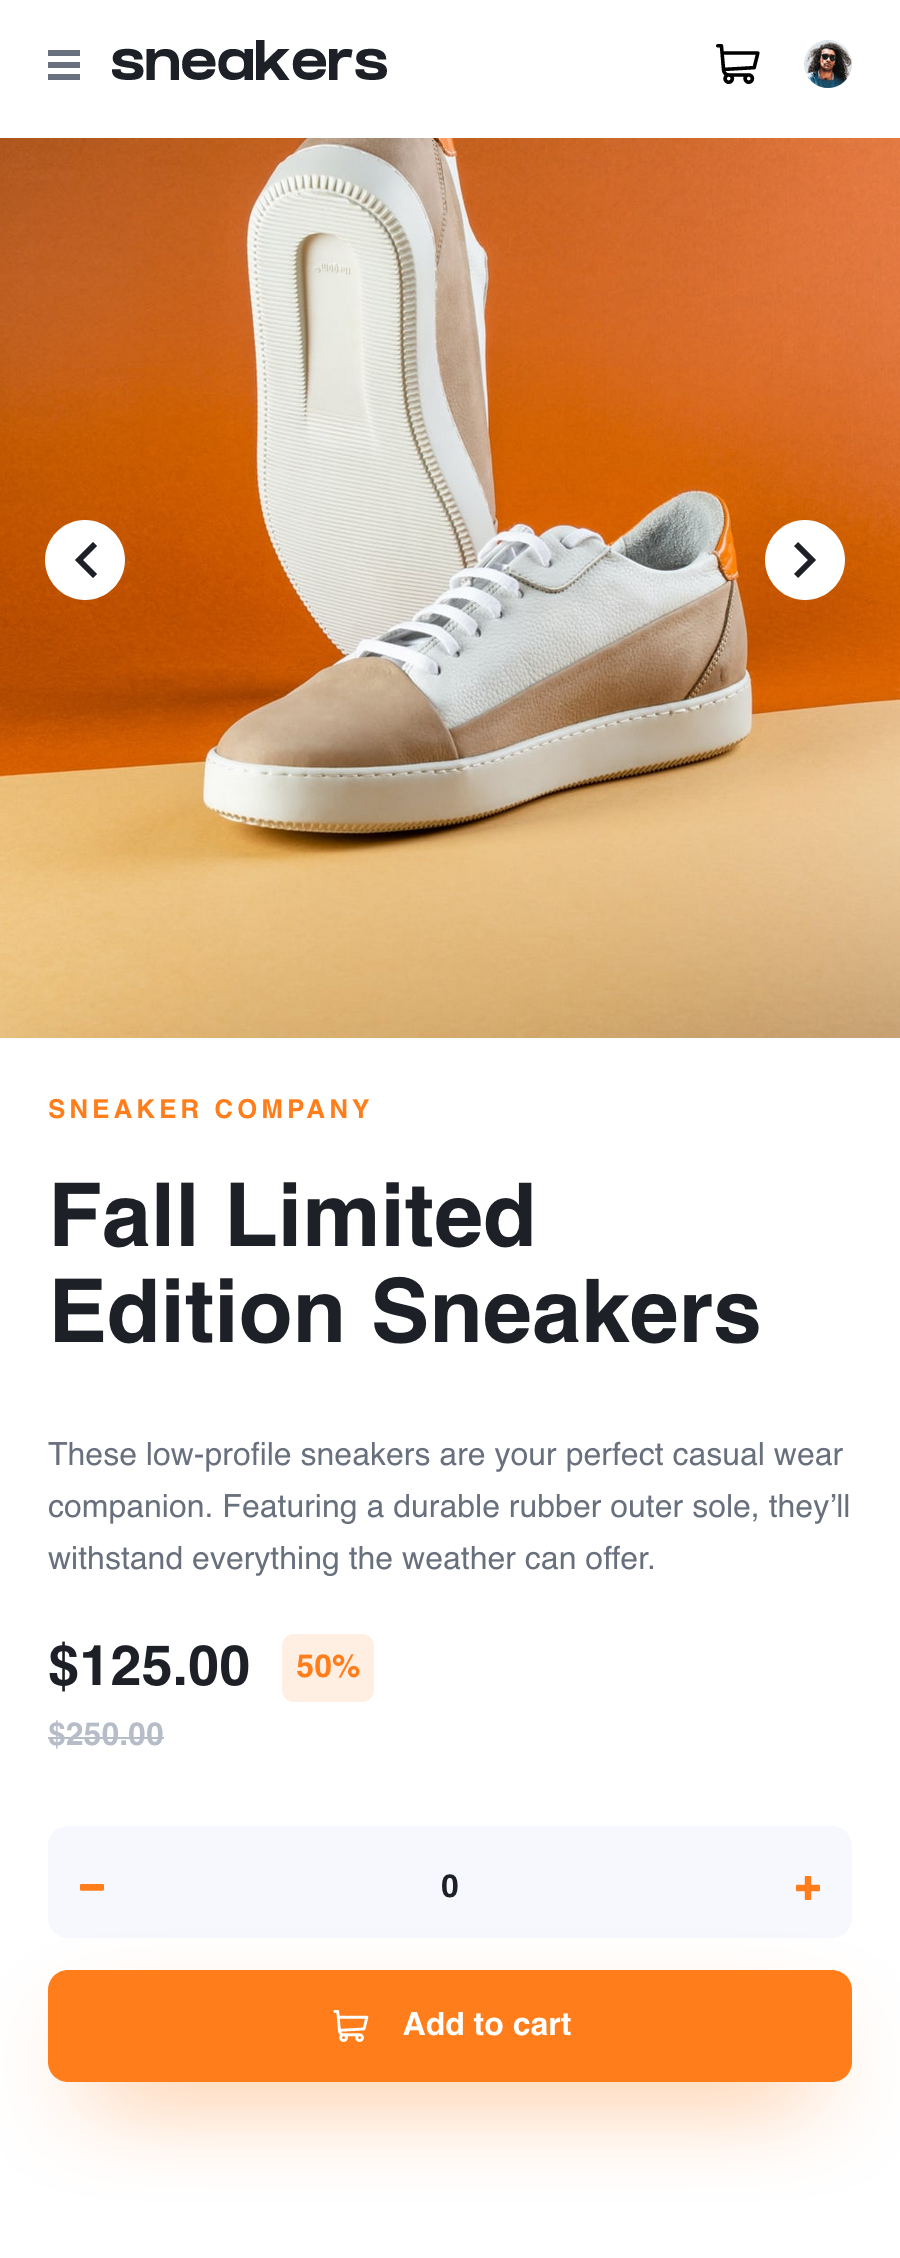 sneakers
SNEAKER COMPANY
Fall Limited
Edition Sneakers
These low-profile sneakers are your perfect casual wear
companion. Featuring a durable rubber outer sole, they’ll
withstand everything the weather can offer.
$125.00 50%
$250.00
0
Add to cart